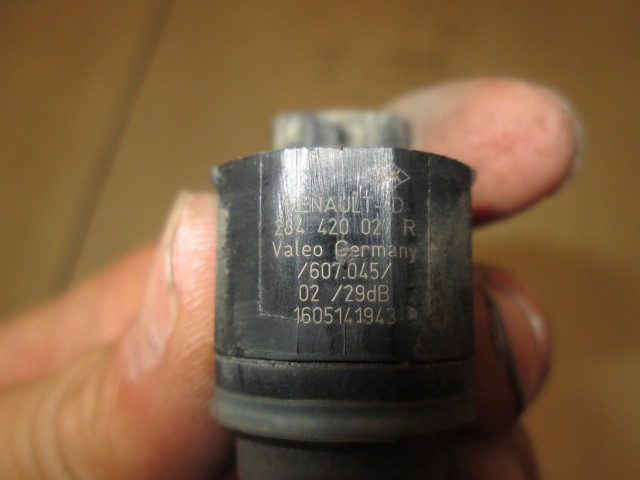 RENAULT- D
284 420 02 R
Valeo Germany
/607.045/
02 /29dB
1605141943